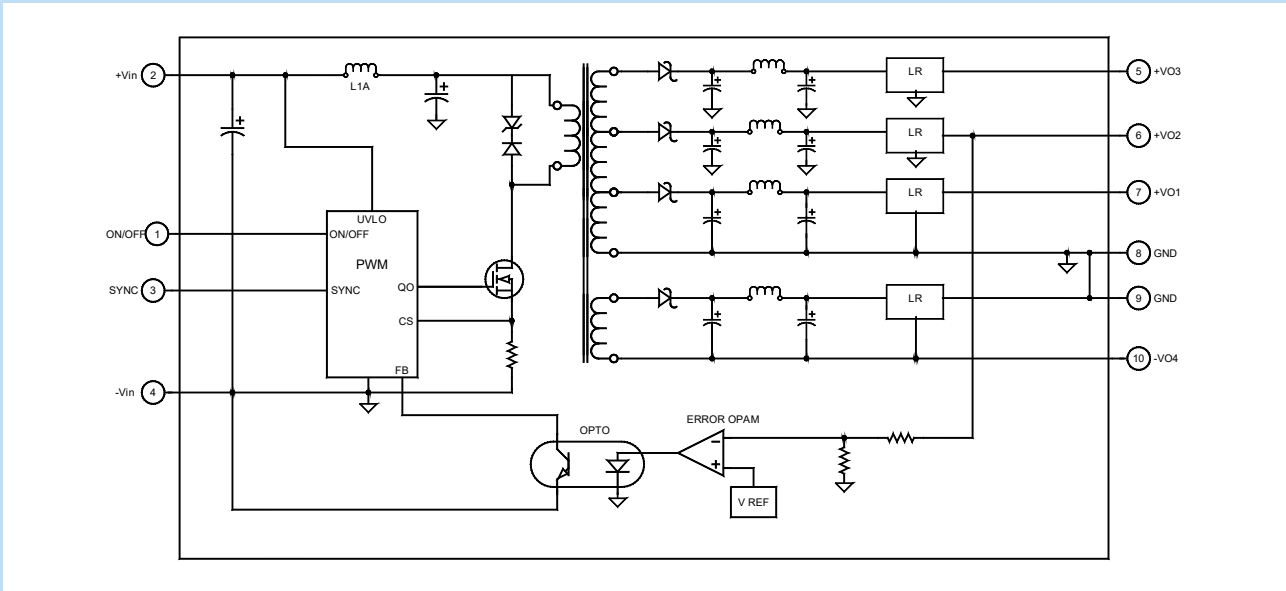 +Vin 2
L1A
LR
5 +VO3
LR
6 +VO2
LR
7 +VO1
UVLO
ON/OFF 1
ON/OFF
PWM
8 GND
SYNC 3
SYNC
QO
LR
9 GND
CS
10 -VO4
FB
-Vin 4
ERROR OPAM
OPTO
−
+
V REF